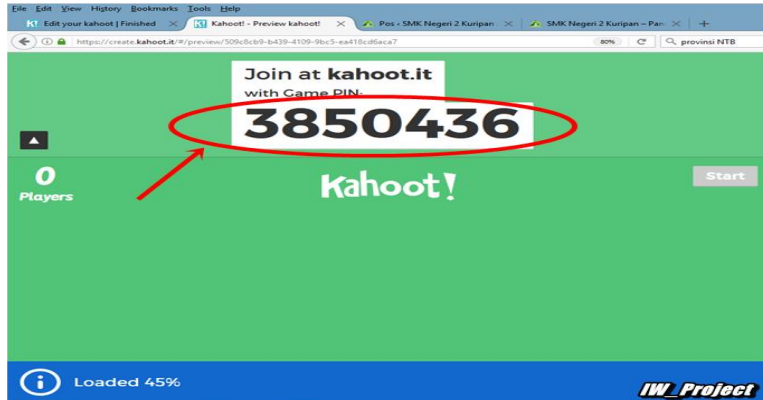 File Edit View History Bookmarks Tools Help
K! Edit your kahoot | Finished × K! Kahoot! - Preview kahoot! × Pos ‹ SMK Negeri 2 Kuripan × SMK Negeri 2 Kuripan – Pan × +
https://create.kahoot.it/#/preview/509c8cb9-b439-4109-9bc5-ea418cd6aca7 80% provinsi NTB
Join at kahoot.it
with Game PIN:
3850436
0
Players
Kahoot!
Start
Loaded 45%
IW_Project